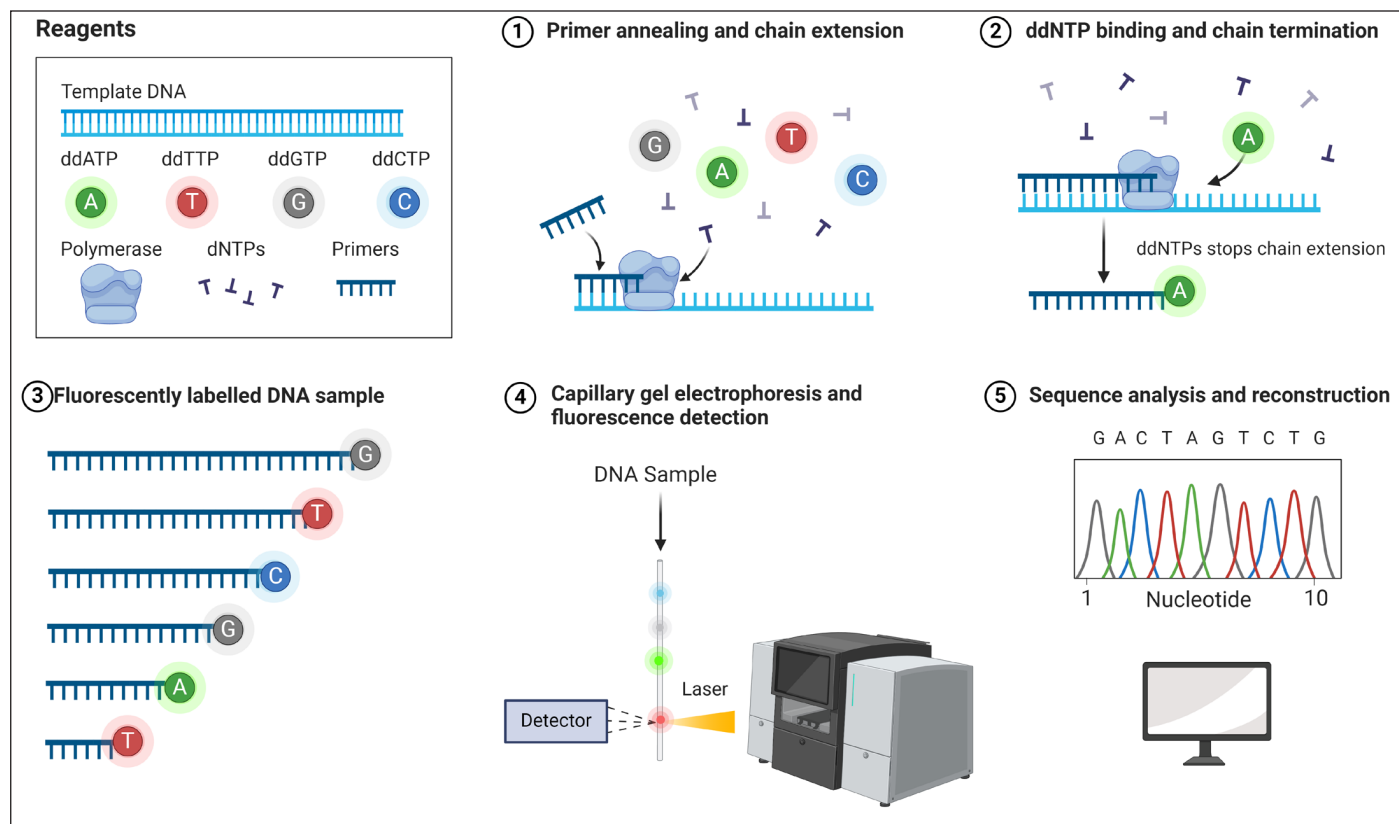 Reagents
Template DNA
ddATP ddTTP ddGTP ddCTP
A T G C
Polymerase dNTPs Primers
1 Primer annealing and chain extension
G T
A C
2 ddNTP binding and chain termination
A
ddNTPs stops chain extension
A
3 Fluorescently labelled DNA sample
G
T
C
G
A
T
4 Capillary gel electrophoresis and
fluorescence detection
DNA Sample
Laser
Detector
5 Sequence analysis and reconstruction
G A C T A G T C T G
1 Nucleotide 10